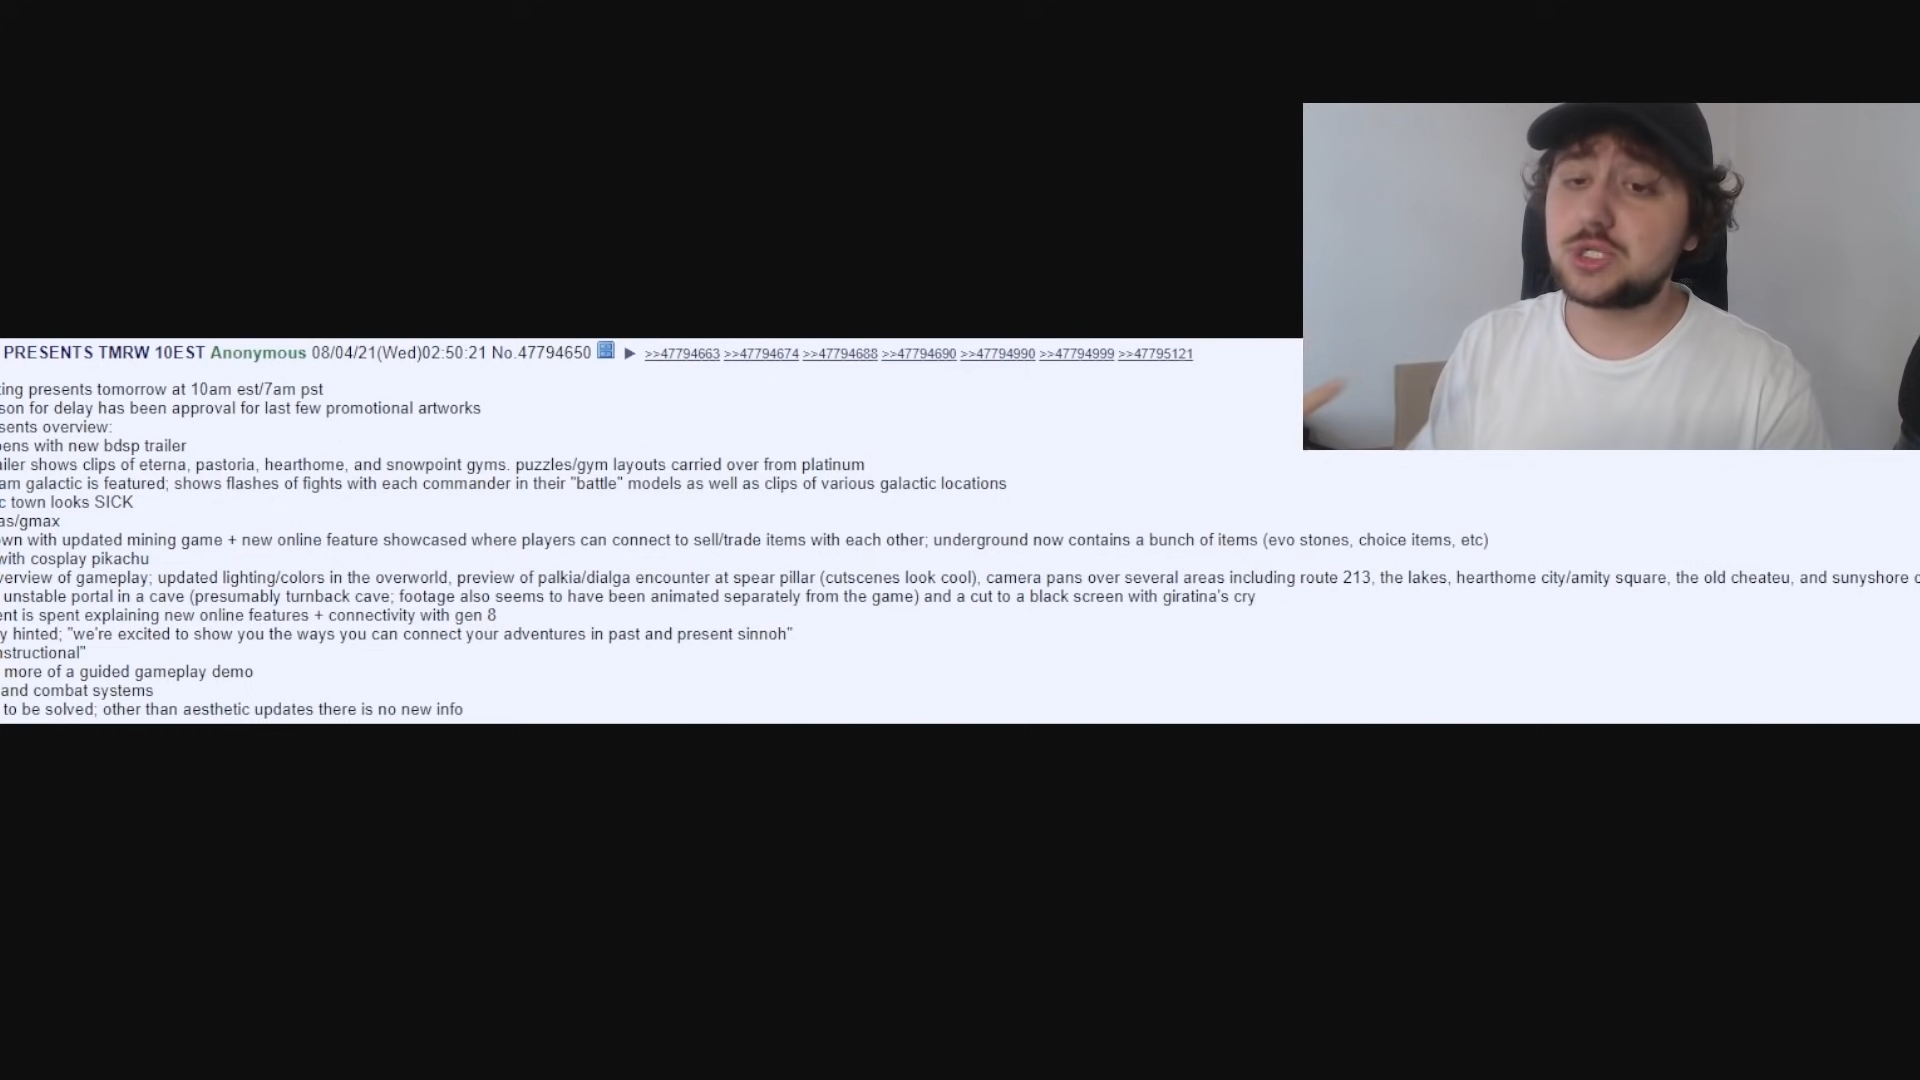 PRESENTS TMRW 10EST Anonymous 08/04/21(Wed)02:50:21 No.47794650 ▶ >>47794663 >>47794674 >>47794688 >>47794690 >>47794990 >>47794999 >>47795121
ting presents tomorrow at 10am est/7am pst
son for delay has been approval for last few promotional artworks
sents overview:
ens with new bdsp trailer
ailer shows clips of eterna, pastoria, hearthome, and snowpoint gyms. puzzles/gym layouts carried over from platinum
am galactic is featured; shows flashes of fights with each commander in their "battle" models as well as clips of various galactic locations
c town looks SICK
as/gmax
wn with updated mining game + new online feature showcased where players can connect to sell/trade items with each other; underground now contains a bunch of items (evo stones, choice items, etc)
with cosplay pikachu
verview of gameplay; updated lighting/colors in the overworld, preview of palkia/dialga encounter at spear pillar (cutscenes look cool), camera pans over several areas including route 213, the lakes, hearthome city/amity square, the old cheateu, and sunyshore c
unstable portal in a cave (presumably turnback cave; footage also seems to have been animated separately from the game) and a cut to a black screen with giratina's cry
ent is spent explaining new online features + connectivity with gen 8
y hinted; "we're excited to show you the ways you can connect your adventures in past and present sinnoh"
nstructional"
more of a guided gameplay demo
and combat systems
to be solved; other than aesthetic updates there is no new info